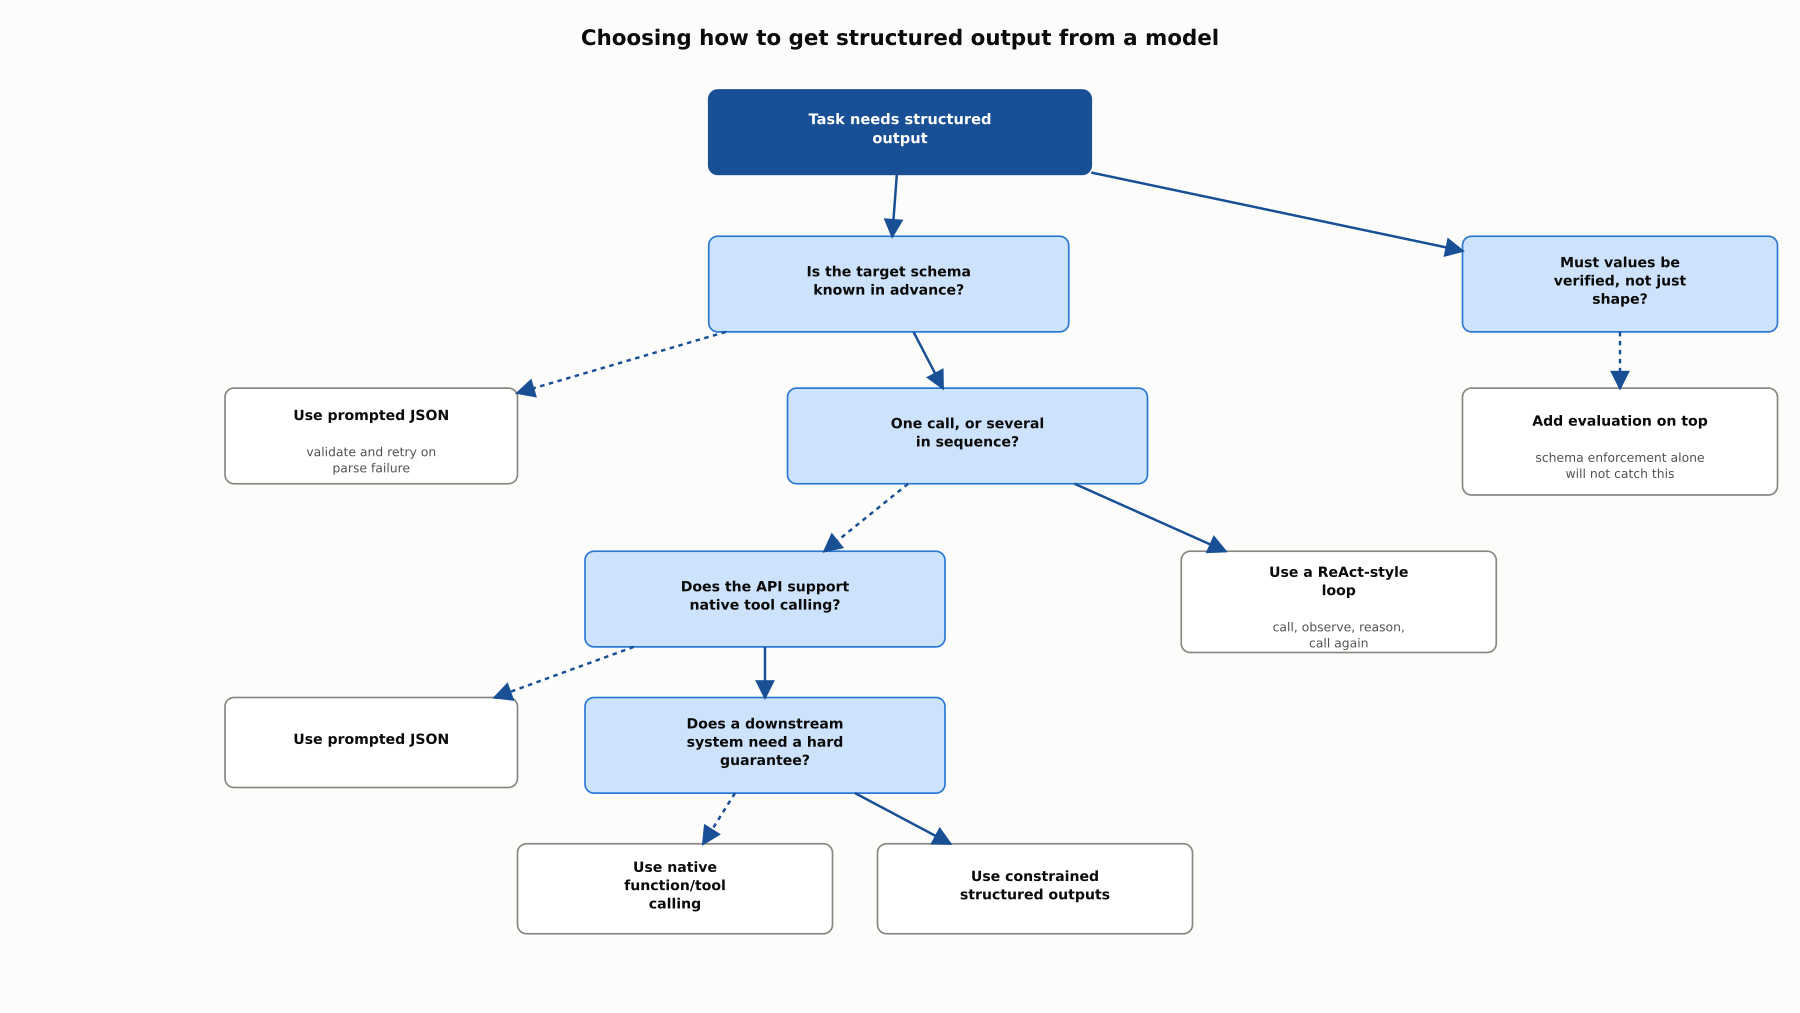 Choosing how to get structured output from a model
Task needs structured
output
Is the target schema
known in advance?
Must values be
verified, not just
shape?
Use prompted JSON
validate and retry on
parse failure
One call, or several
in sequence?
Add evaluation on top
schema enforcement alone
will not catch this
Does the API support
native tool calling?
Use a ReAct-style
loop
call, observe, reason,
call again
Use prompted JSON
Does a downstream
system need a hard
guarantee?
Use native
function/tool
calling
Use constrained
structured outputs